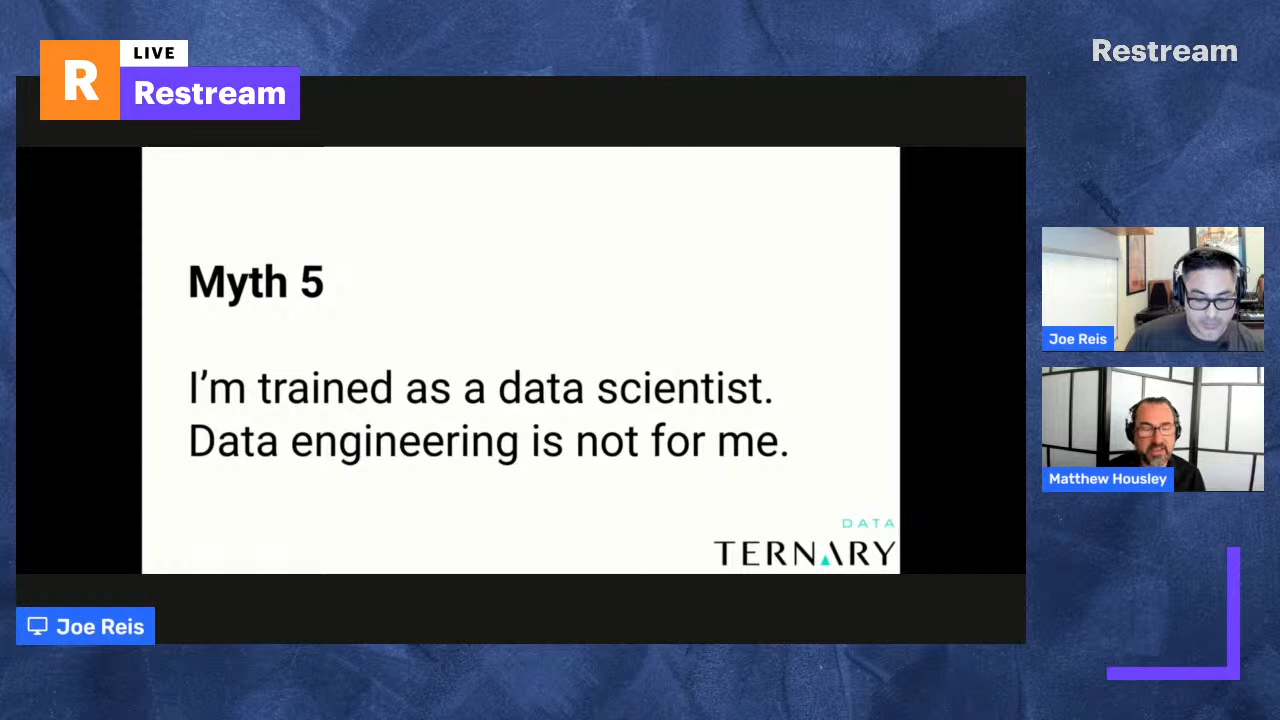 R
LIVE
Restream
Restream
Myth 5
I’m trained as a data scientist.
Data engineering is not for me.
DATA
TERNARY
Joe Reis
Matthew Housley
Joe Reis